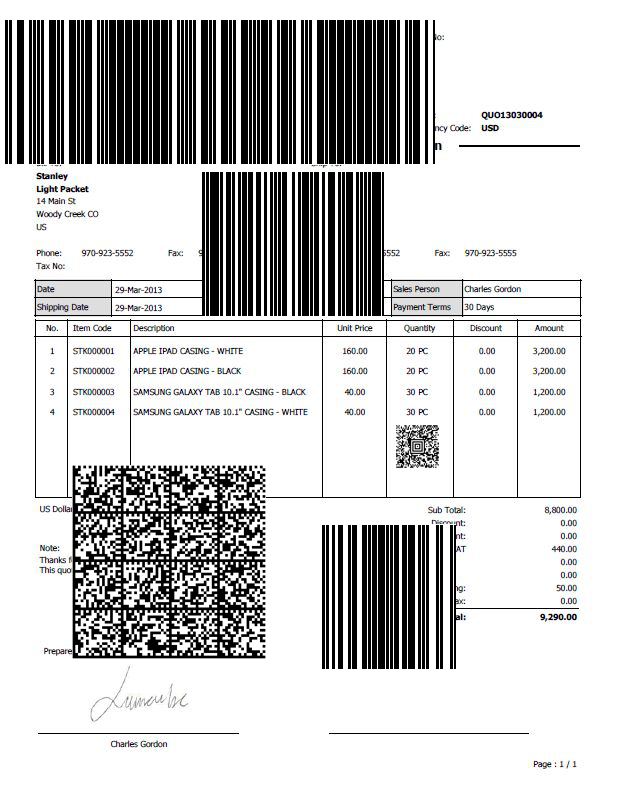 No:
QUO13030004
ncy Code: USD
Stanley
Light Packet
14 Main St
Woody Creek CO
US
Phone: 970-923-5552 Fax: 9 5552 Fax: 970-923-5555
Tax No:
Date 29-Mar-2013 Sales Person Charles Gordon
Shipping Date 29-Mar-2013 Payment Terms 30 Days
No. Item Code Description Unit Price Quantity Discount Amount
1 STK000001 APPLE IPAD CASING - WHITE 160.00 20 PC 0.00 3,200.00
2 STK000002 APPLE IPAD CASING - BLACK 160.00 20 PC 0.00 3,200.00
3 STK000003 SAMSUNG GALAXY TAB 10.1" CASING - BLACK 40.00 30 PC 0.00 1,200.00
4 STK000004 SAMSUNG GALAXY TAB 10.1" CASING - WHITE 40.00 30 PC 0.00 1,200.00
US Dolla Sub Total: 8,800.00
Discount: 0.00
nt: 0.00
Note: AT 440.00
Thanks f 0.00
This quo 0.00
ng: 50.00
ax: 0.00
al: 9,290.00
Prepare
Charles Gordon
Page : 1 / 1